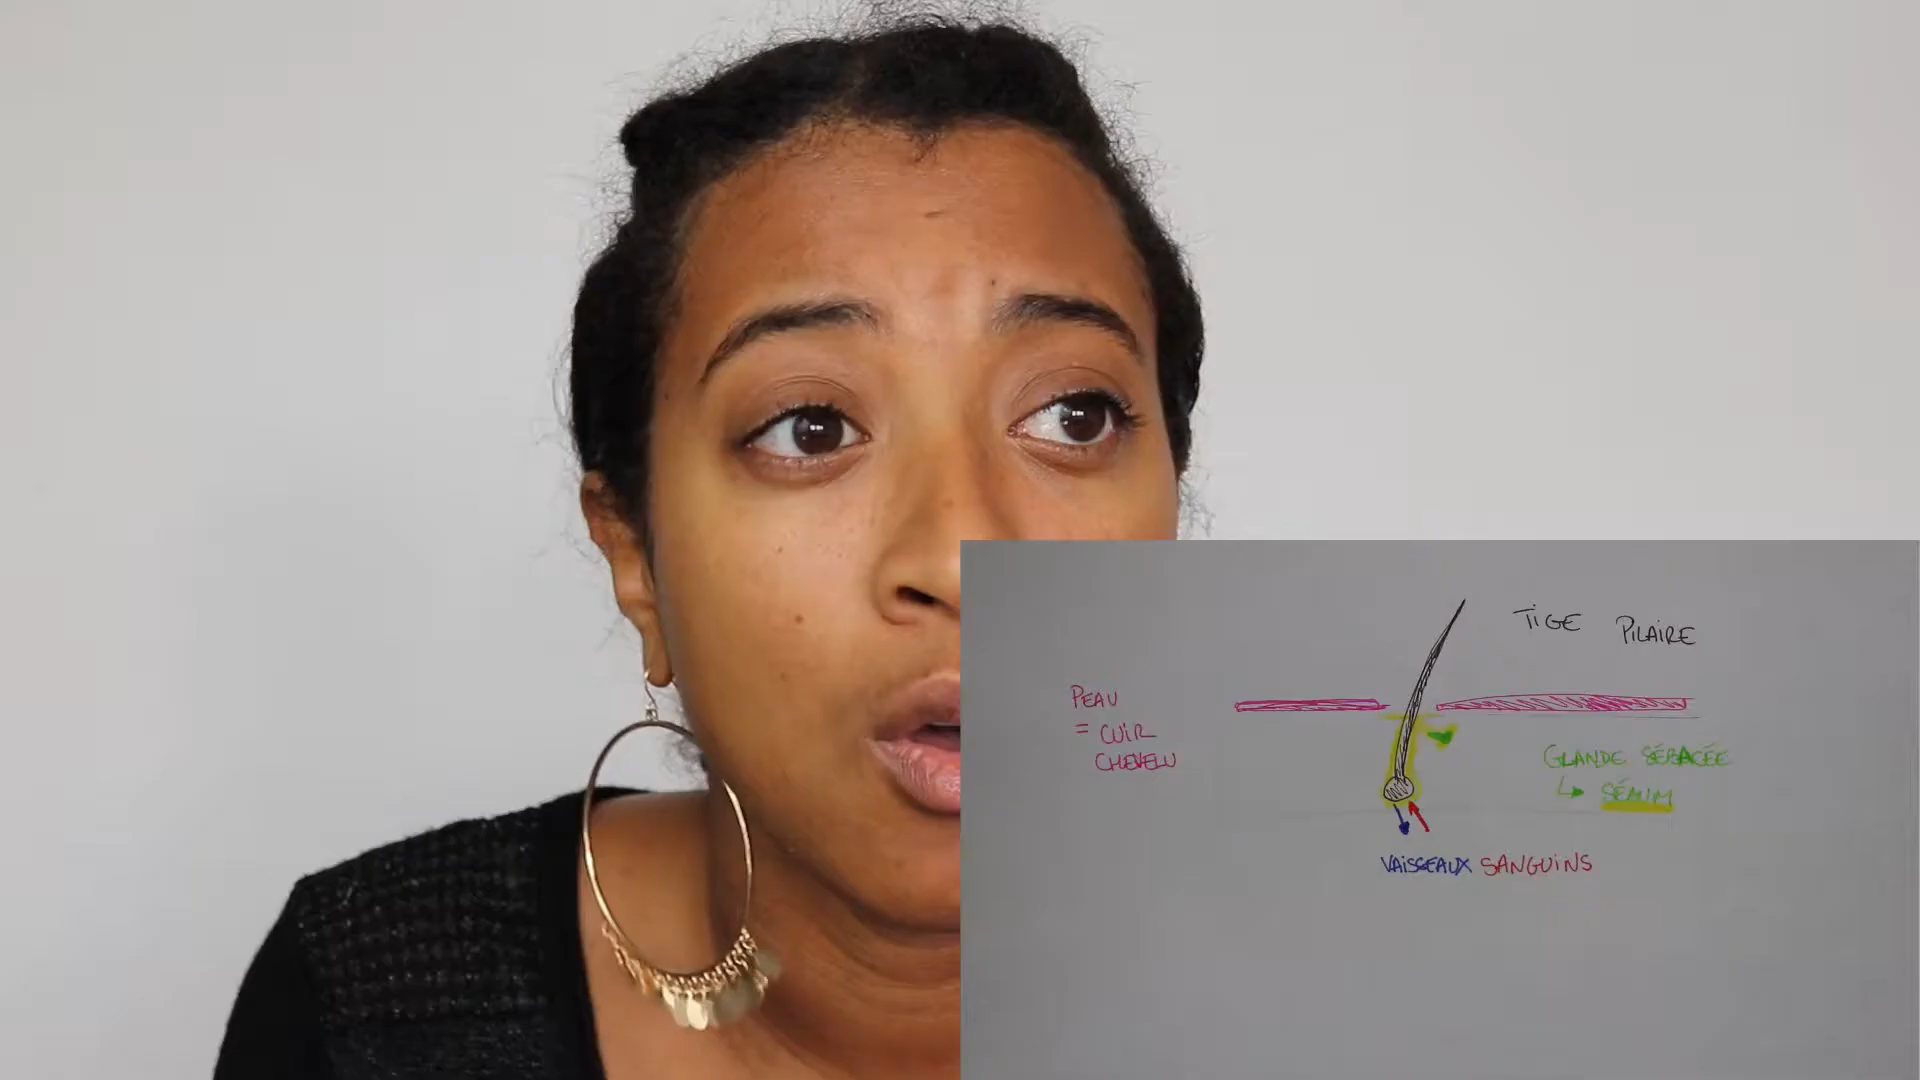 TIGE PILAIRE
PEAU
= CUIR
CHEVELU
GLANDE SÉBACÉE
↳ SÉBUM
VAISSEAUX SANGUINS